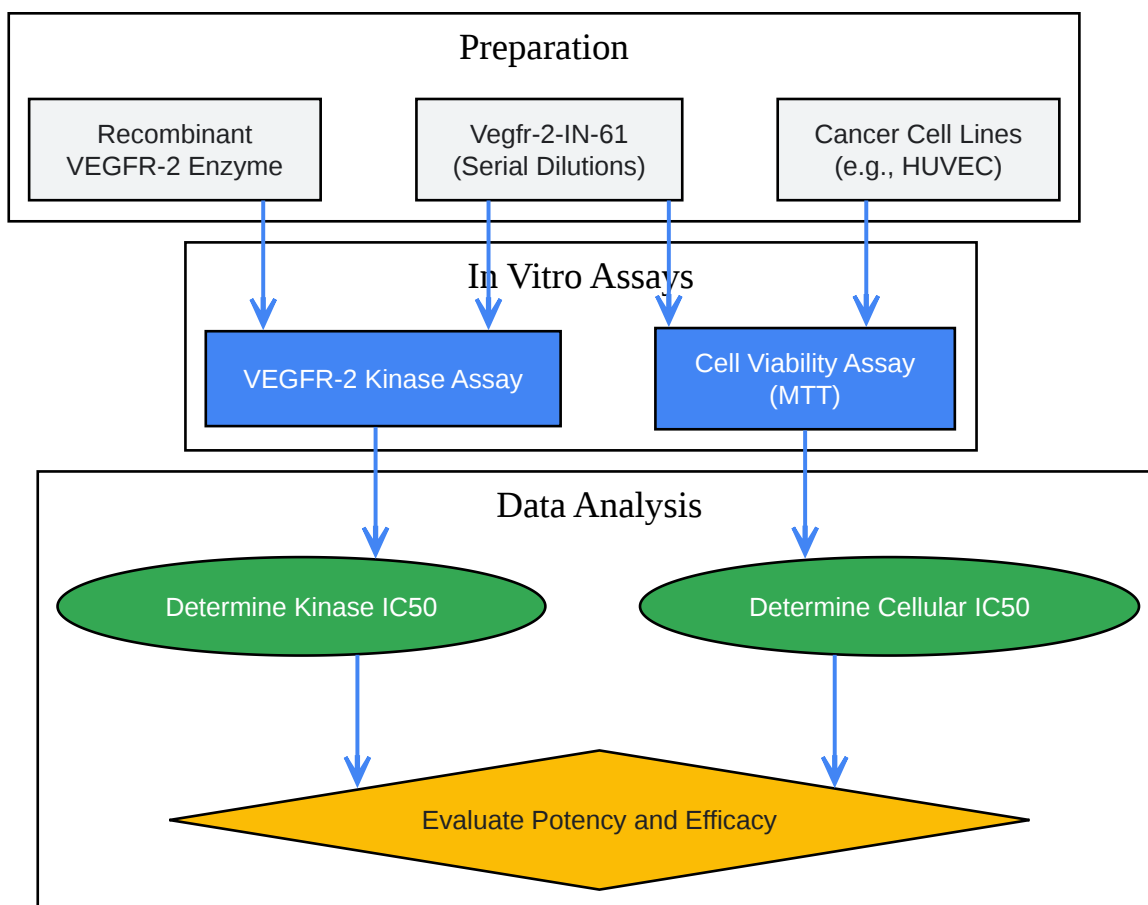 Preparation
Recombinant
VEGFR-2 Enzyme
Vegfr-2-IN-61
(Serial Dilutions)
Cancer Cell Lines
(e.g., HUVEC)
In Vitro Assays
VEGFR-2 Kinase Assay
Cell Viability Assay
(MTT)
Data Analysis
Determine Kinase IC50
Determine Cellular IC50
Evaluate Potency and Efficacy